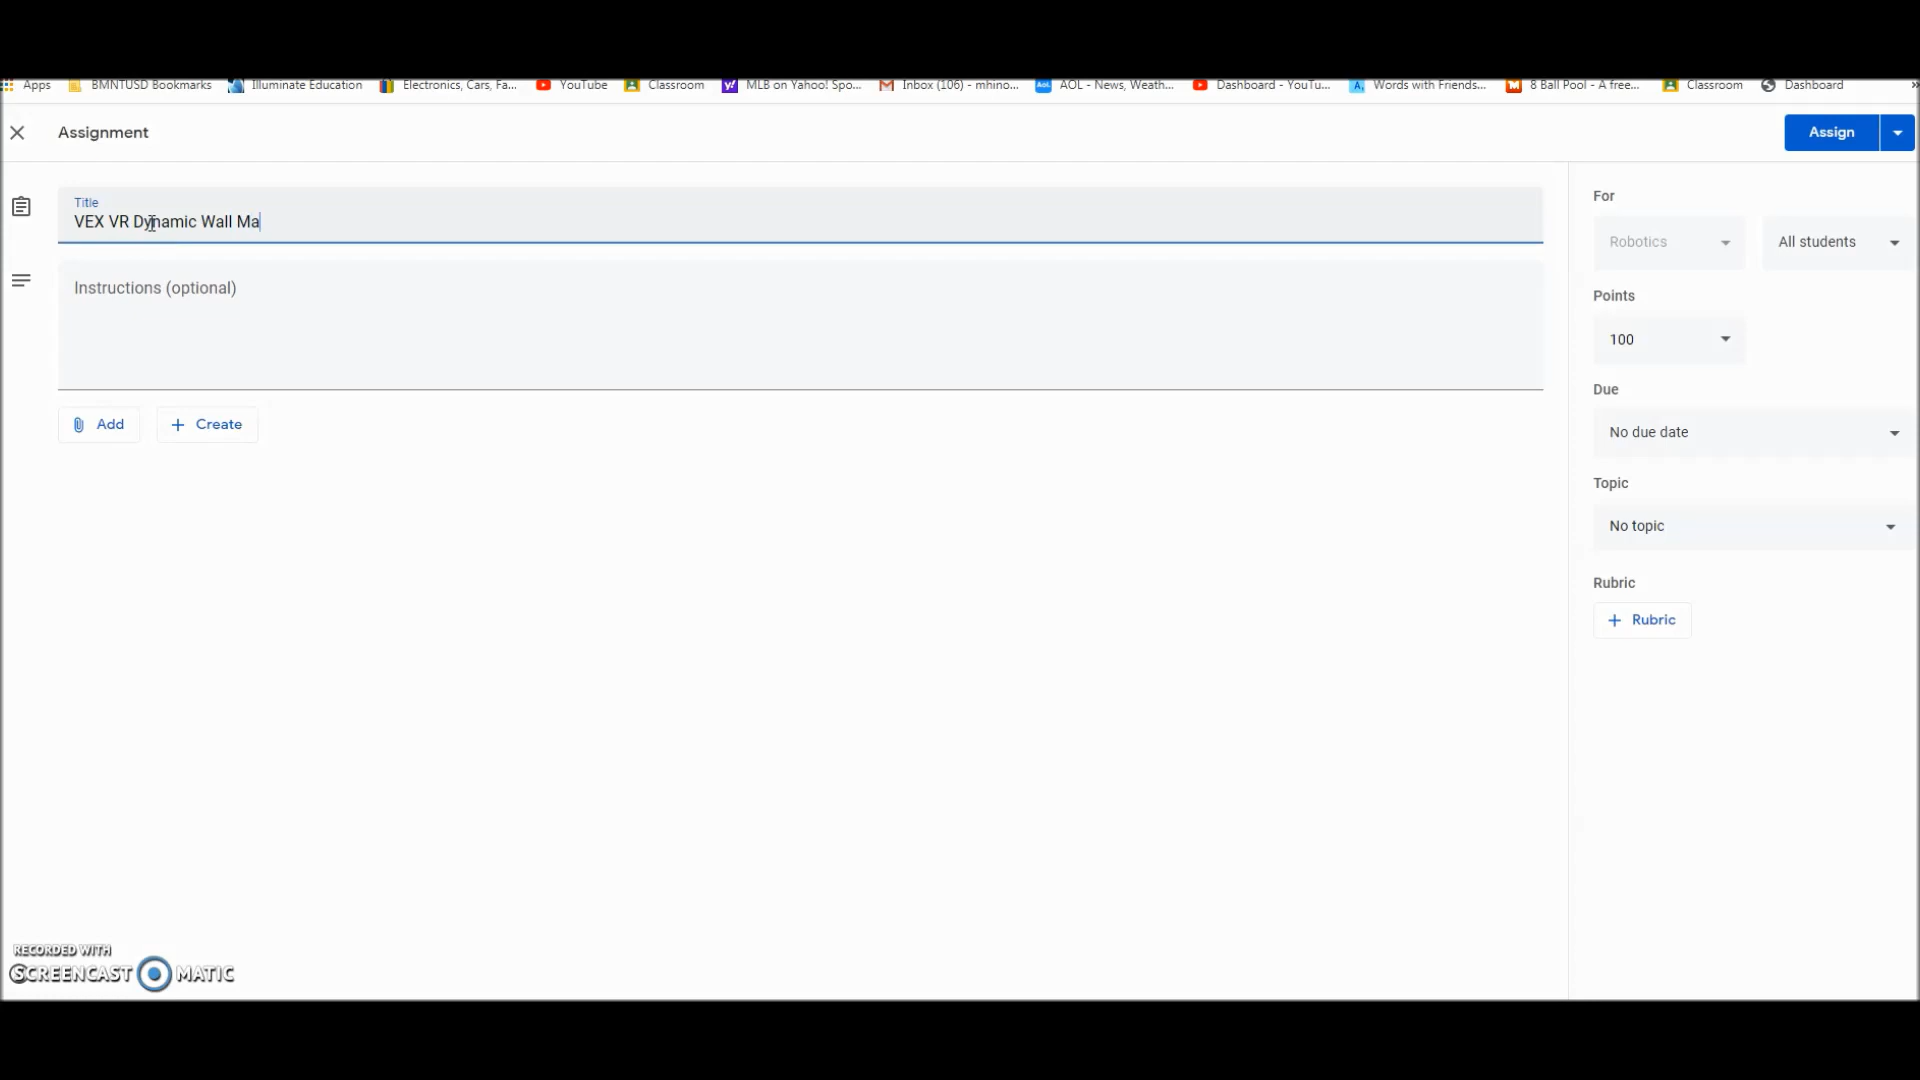 Apps BMNTUSD Bookmarks Illuminate Education Electronics, Cars, Fa... YouTube Classroom MLB on Yahoo! Spo... Inbox (106) - mhino... AOL - News, Weath... Dashboard - YouTu... Words with Friends... 8 Ball Pool - A free... Classroom Dashboard »
Assignment
Assign
Title
VEX VR Dynamic Wall Ma
Instructions (optional)
Add
Create
For
Robotics
All students
Points
100
Due
No due date
Topic
No topic
Rubric
Rubric
RECORDED WITH
SCREENCAST MATIC